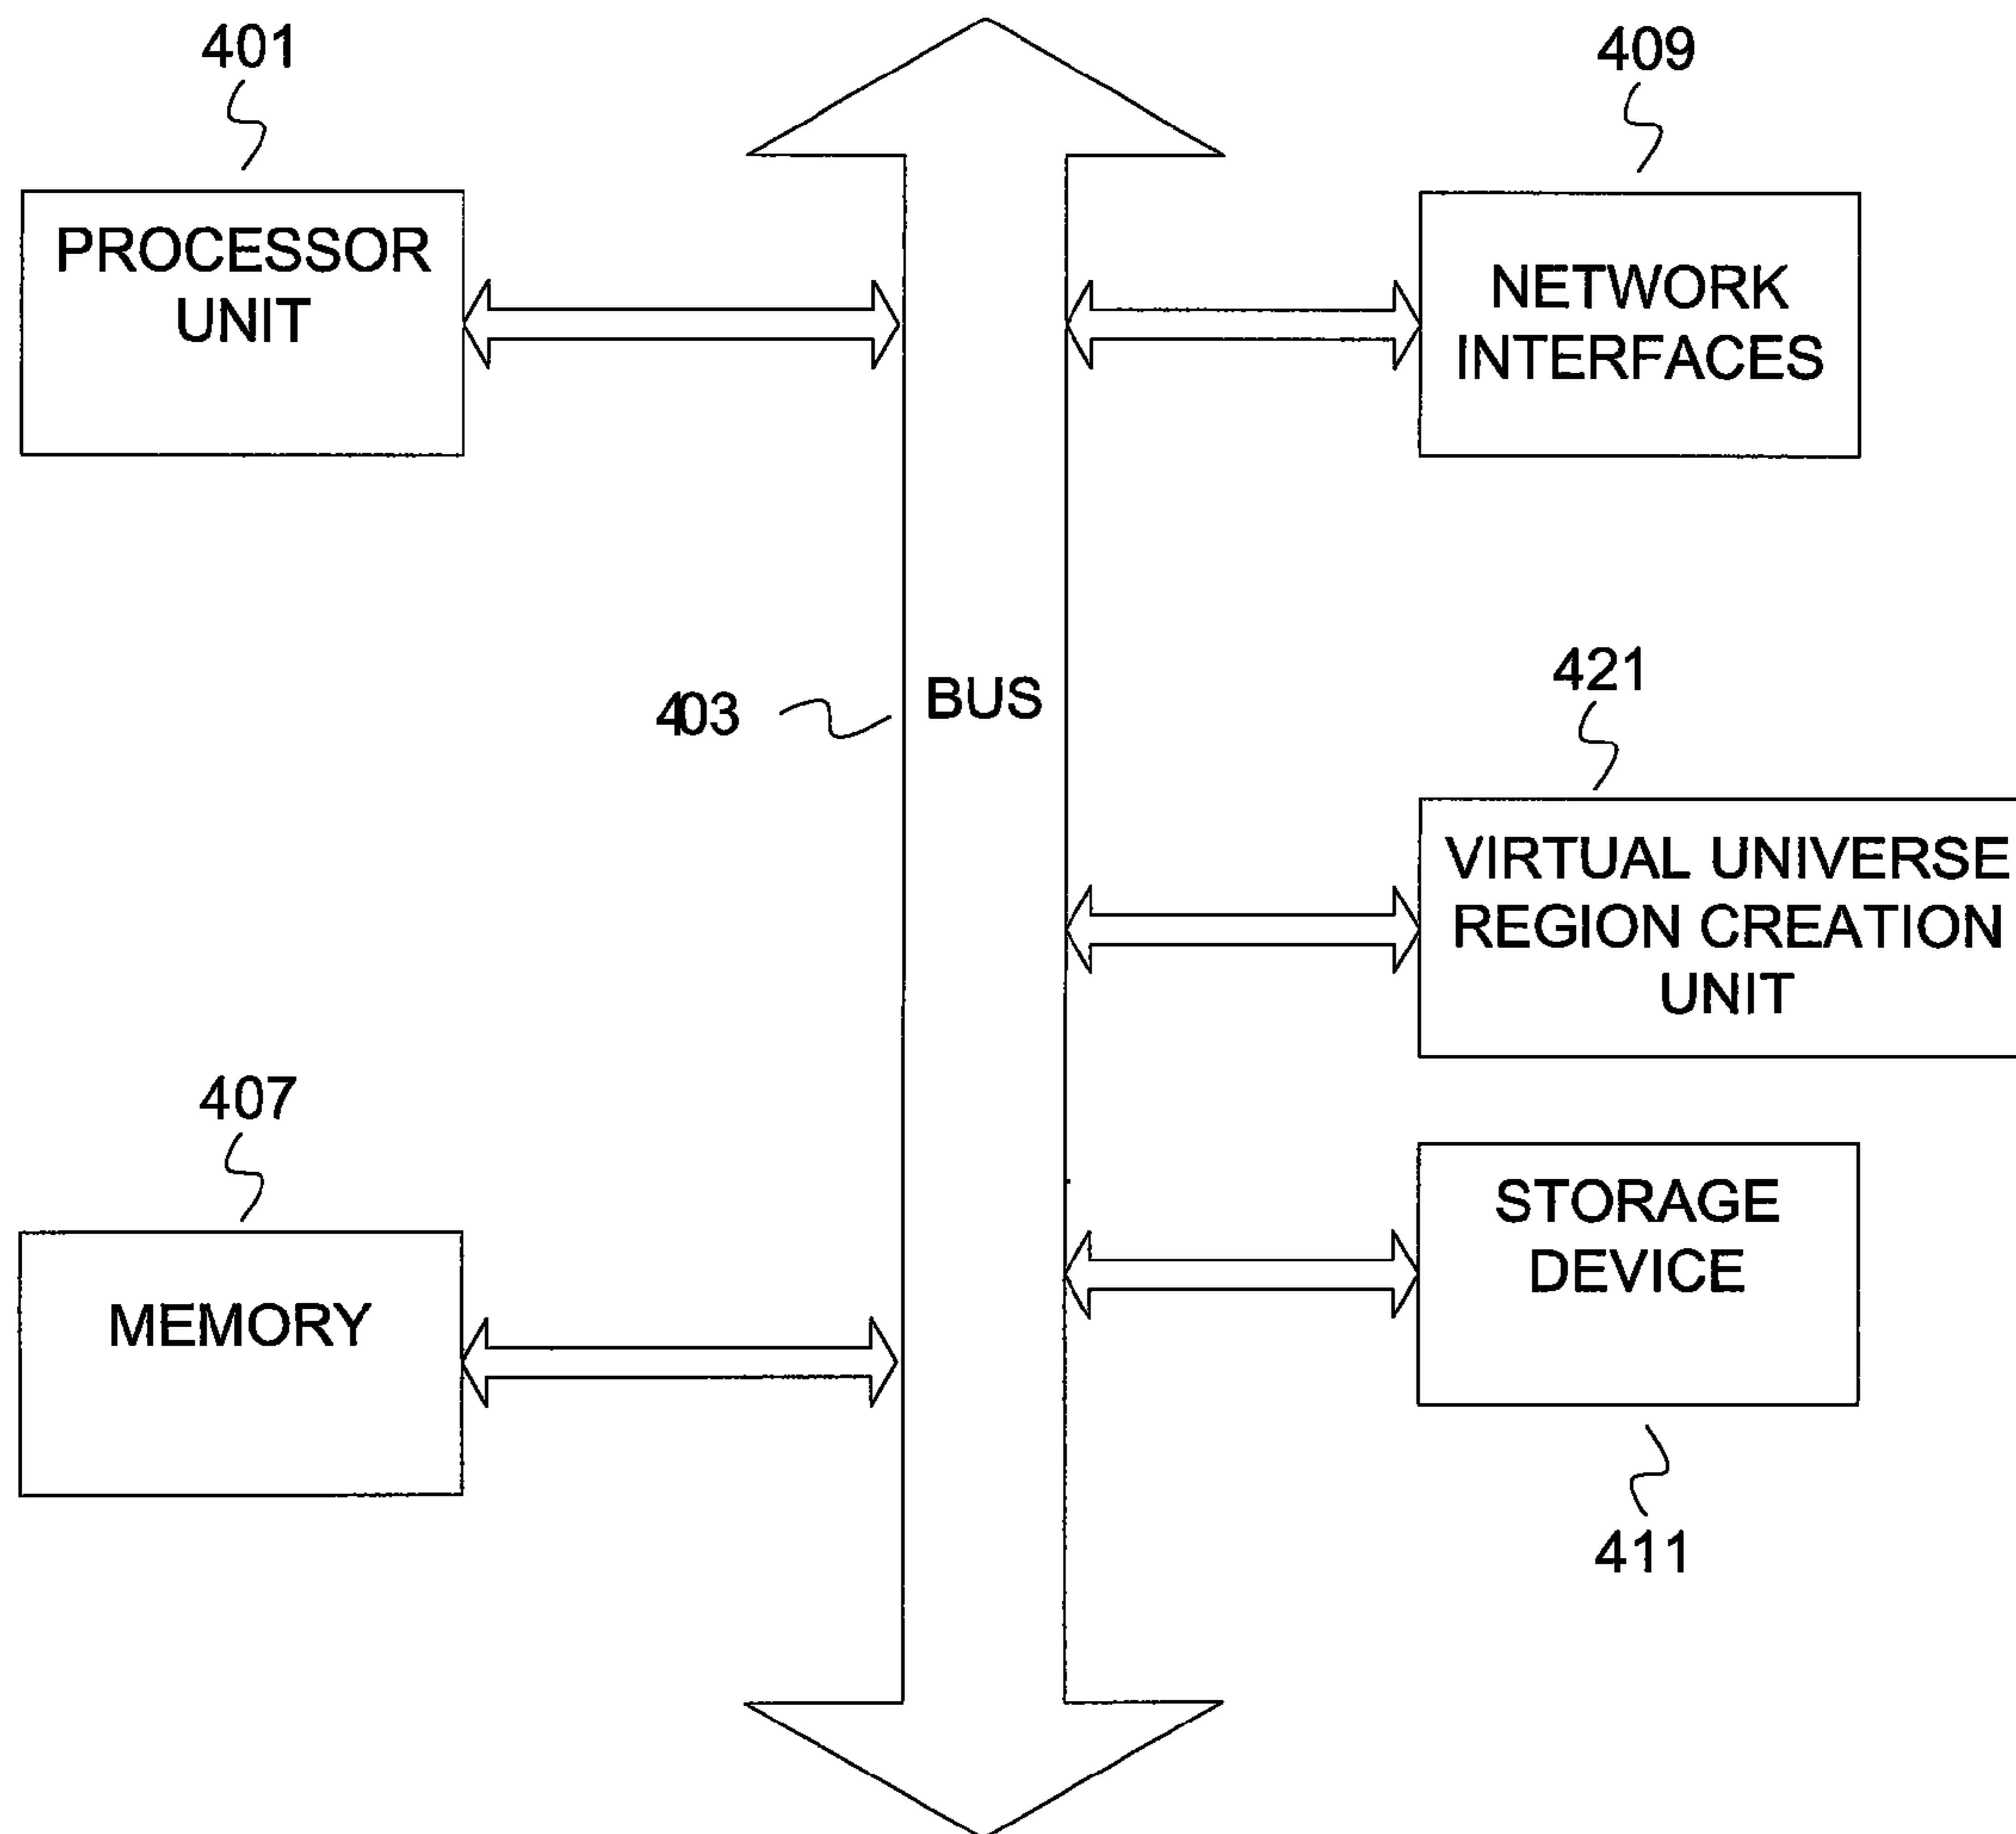 401
PROCESSOR
UNIT
409
NETWORK
INTERFACES
403
BUS
421
VIRTUAL UNIVERSE
REGION CREATION
UNIT
407
MEMORY
STORAGE
DEVICE
411